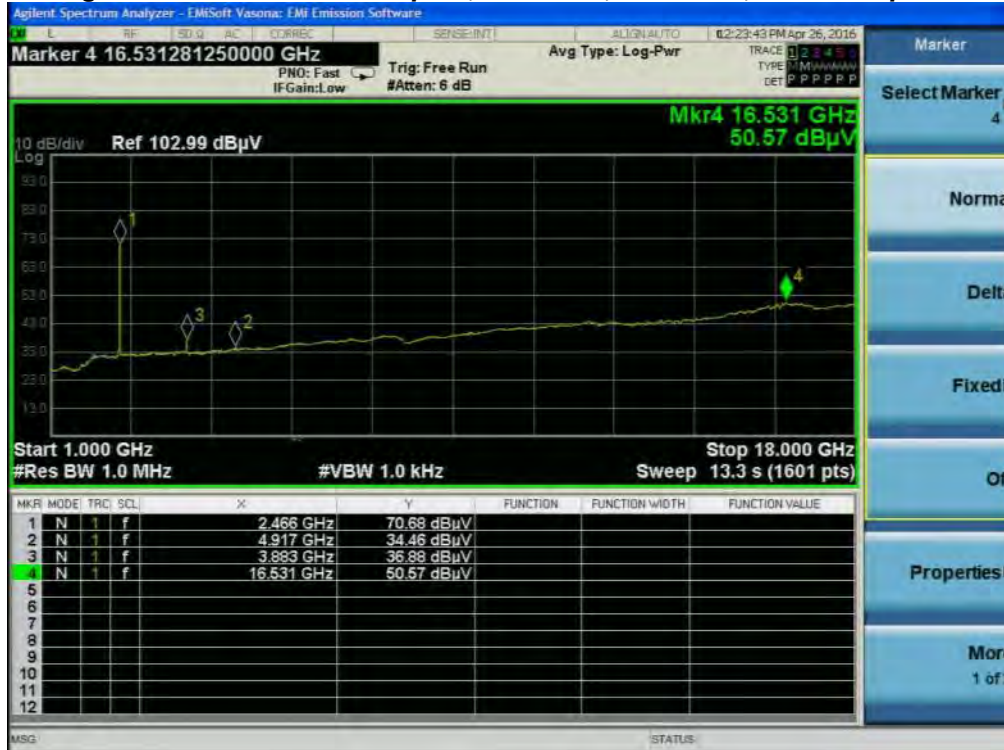 Agilent Spectrum Analyzer - EMiSoft Vasona: EMI Emission Software
L RF 50 Ω AC CORREC SENSE:INT ALIGNAUTO 02:23:43 PM Apr 26, 2016
Marker 4 16.531281250000 GHz
PNO: Fast
IFGain:Low
Trig: Free Run
#Atten: 6 dB
Avg Type: Log-Pwr
TRACE 1 2 3 4 5 6
TYPE
DET P P P P P P
Mkr4 16.531 GHz
50.57 dBµV
10 dB/div Ref 102.99 dBµV
Log
93.0
83.0
73.0
63.0
53.0
43.0
33.0
23.0
13.0
1
3
2
4
Start 1.000 GHz
Stop 18.000 GHz
#Res BW 1.0 MHz
#VBW 1.0 kHz
Sweep 13.3 s (1601 pts)
MKR MODE TRC SCL X Y FUNCTION FUNCTION WIDTH FUNCTION VALUE
1 N 1 f 2.466 GHz 70.68 dBµV
2 N 1 f 4.917 GHz 34.46 dBµV
3 N 1 f 3.883 GHz 36.88 dBµV
4 N 1 f 16.531 GHz 50.57 dBµV
5
6
7
8
9
10
11
12
MSG STATUS
Marker
Select Marker
4
Norma
Delt
Fixed
Of
Properties
Mor
1 of